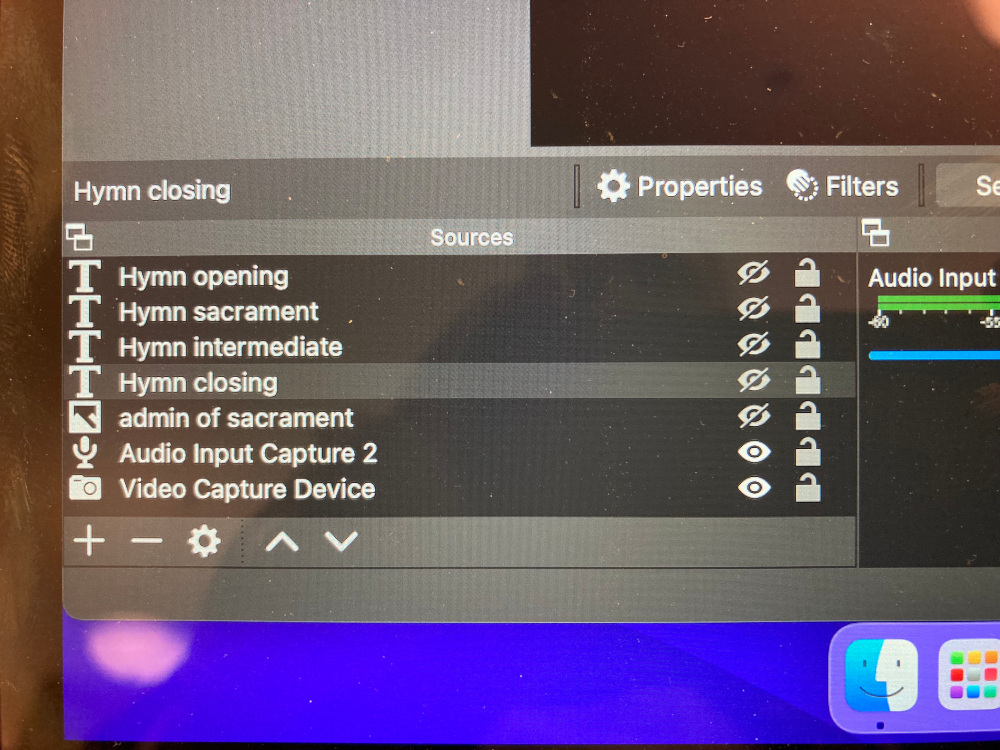 Hymn closing
Properties
Filters
Se
Sources
Hymn opening
Hymn sacrament
Hymn intermediate
Hymn closing
admin of sacrament
Audio Input Capture 2
Video Capture Device
Audio Input
-60 -55